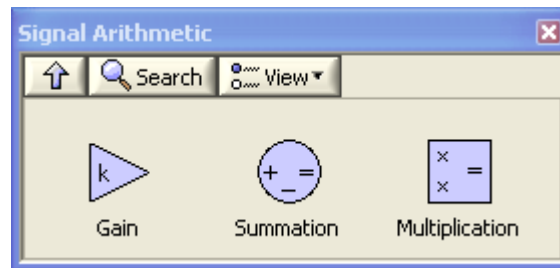 Signal Arithmetic
Search View
k + = − × × =
Gain Summation Multiplication